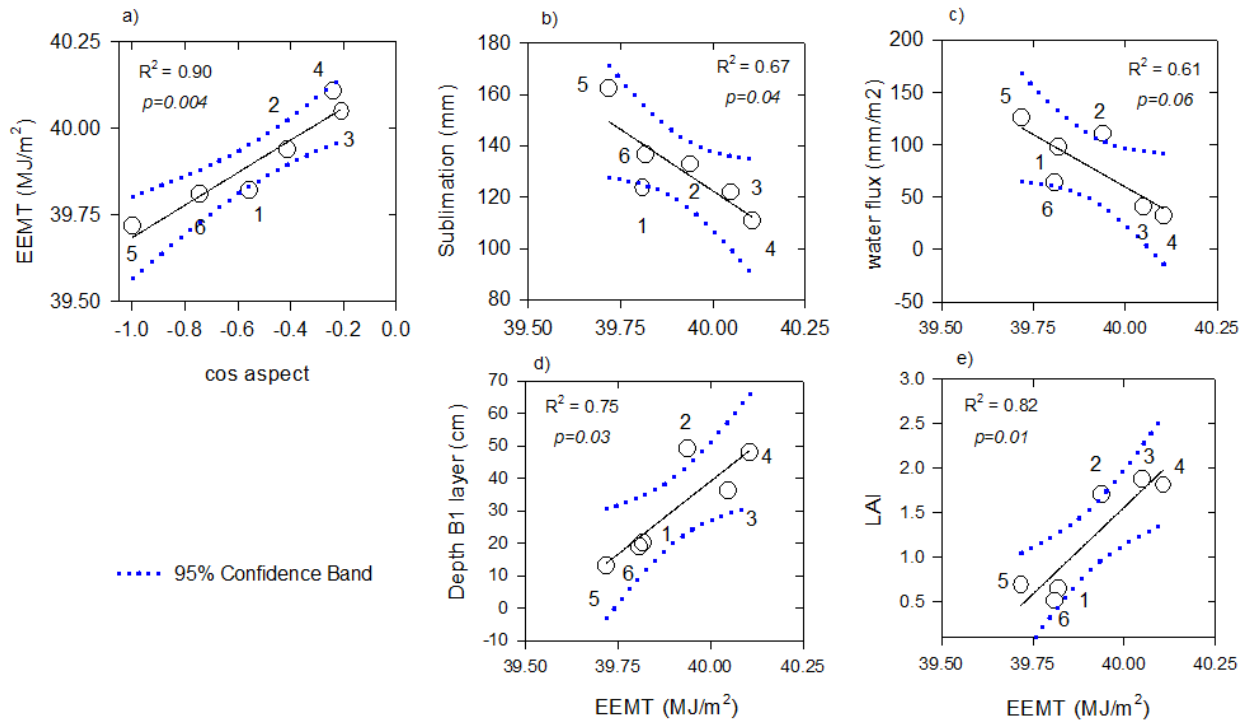 a)
EEMT (MJ/m²)
40.25
40.00
39.75
39.50
R² = 0.90
p=0.004
4
2
3
1
6
5
-1.0 -0.8 -0.6 -0.4 -0.2 0.0
cos aspect
b)
Sublimation (mm)
180
160
140
120
100
80
R² = 0.67
p=0.04
5
6
2
3
1
4
39.50 39.75 40.00 40.25
c)
water flux (mm/m2)
200
150
100
50
0
-50
R² = 0.61
p=0.06
5
2
1
6
3
4
39.50 39.75 40.00 40.25
d)
Depth B1 layer (cm)
70
60
50
40
30
20
10
0
-10
R² = 0.75
p=0.03
2
4
1
3
6
5
39.50 39.75 40.00 40.25
EEMT (MJ/m²)
e)
LAI
3.0
2.5
2.0
1.5
1.0
0.5
R² = 0.82
p=0.01
2
3
4
5
1
6
39.50 39.75 40.00 40.25
EEMT (MJ/m²)
95% Confidence Band